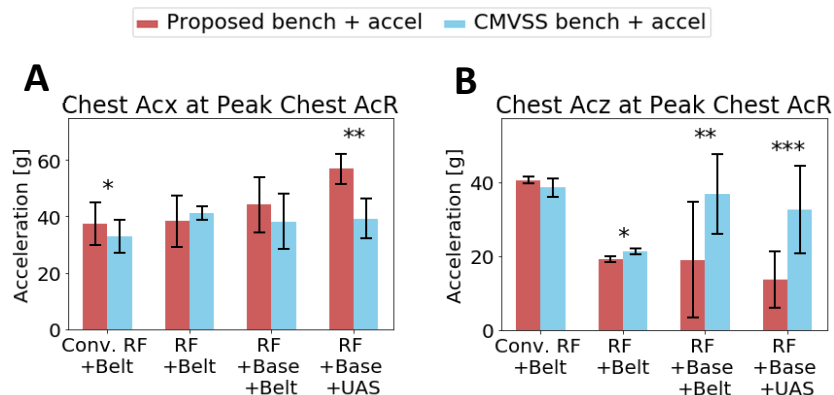 Proposed bench + accel
CMVSS bench + accel
A
Chest Acx at Peak Chest AcR
Acceleration [g]
60
40
20
0
*
**
Conv. RF
+Belt
RF
+Belt
RF
+Base
+Belt
RF
+Base
+UAS
B
Chest Acz at Peak Chest AcR
Acceleration [g]
40
20
0
*
**
***
Conv. RF
+Belt
RF
+Belt
RF
+Base
+Belt
RF
+Base
+UAS